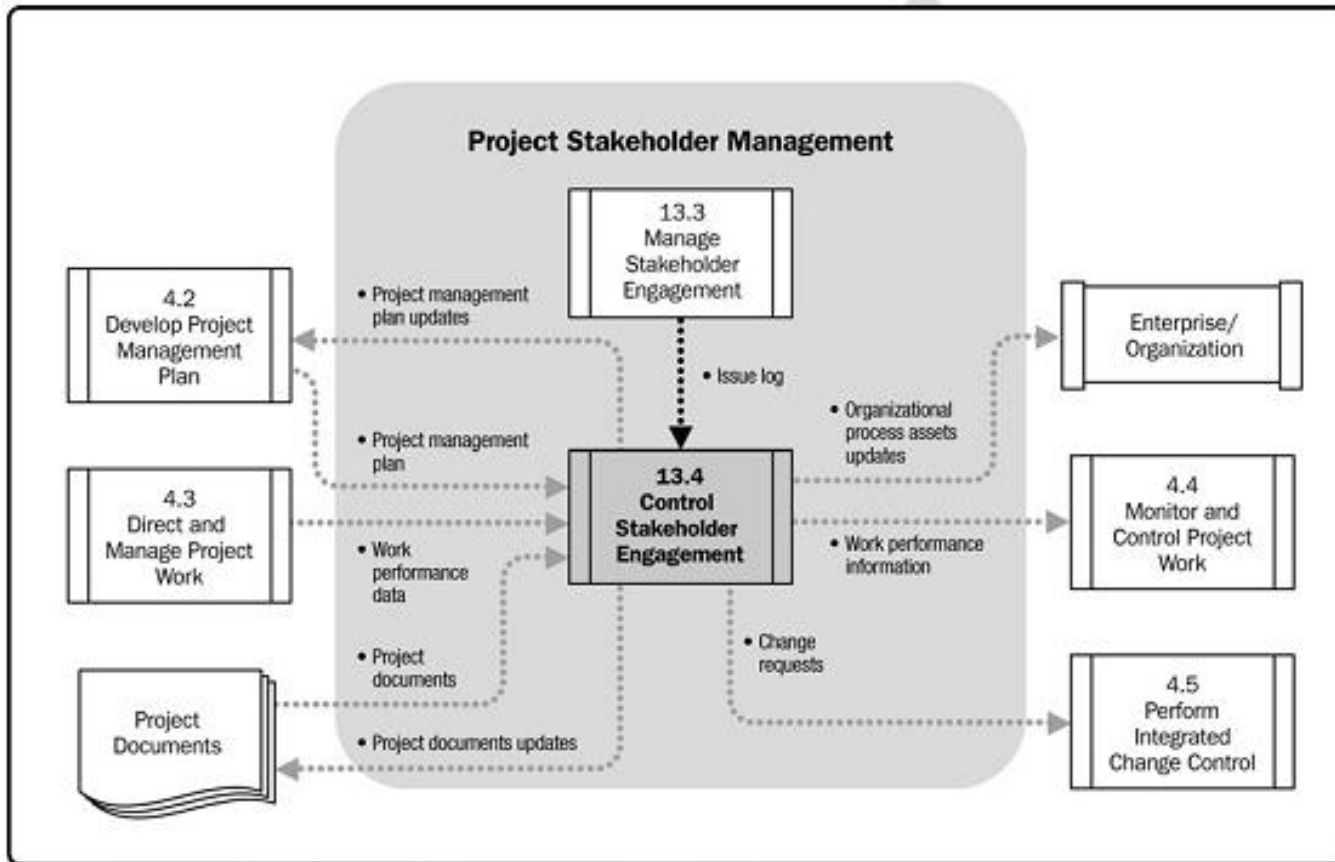 Project Stakeholder Management
13.3
Manage
Stakeholder
Engagement
4.2
Develop Project
Management
Plan
• Project management
plan updates
Enterprise/
Organization
• Issue log
• Organizational
process assets
updates
• Project management
plan
13.4
Control
Stakeholder
Engagement
4.3
Direct and
Manage Project
Work
4.4
Monitor and
Control Project
Work
• Work
performance
data
• Work performance
information
• Project
documents
• Change
requests
4.5
Perform
Integrated
Change Control
Project
Documents
• Project documents updates